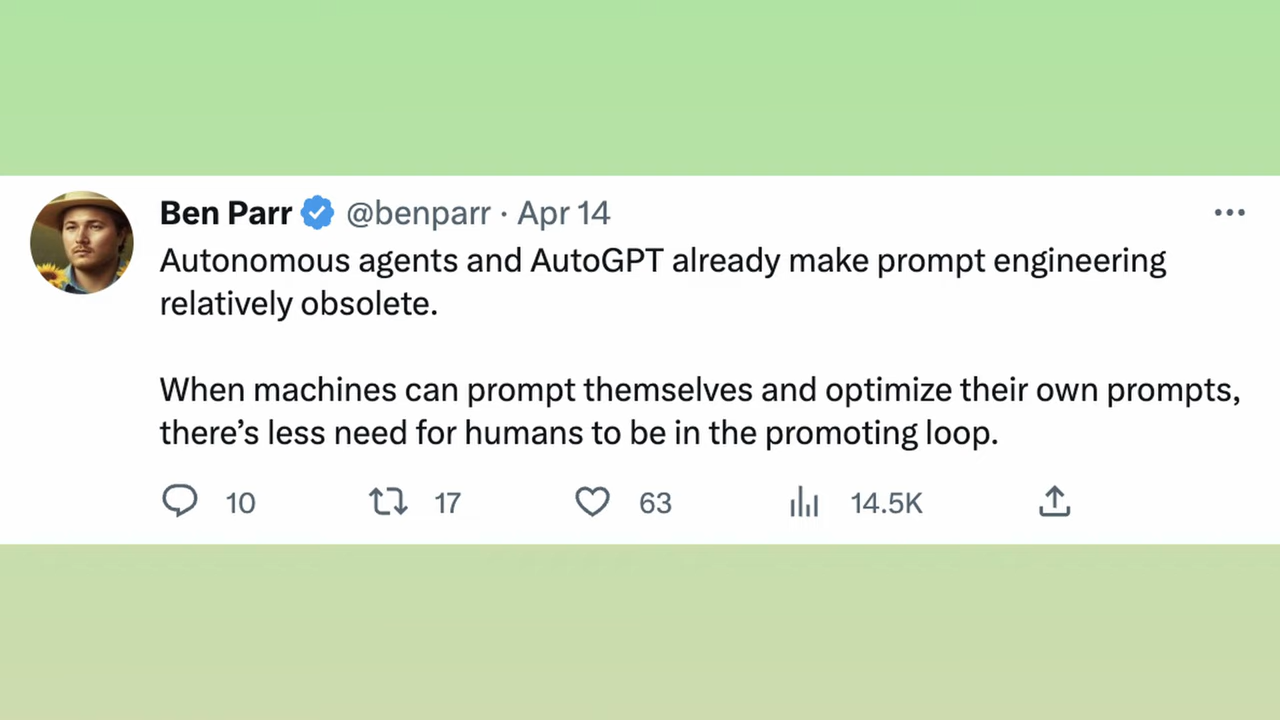 Ben Parr @benparr · Apr 14
Autonomous agents and AutoGPT already make prompt engineering
relatively obsolete.
When machines can prompt themselves and optimize their own prompts,
there’s less need for humans to be in the promoting loop.
10 17 63 14.5K